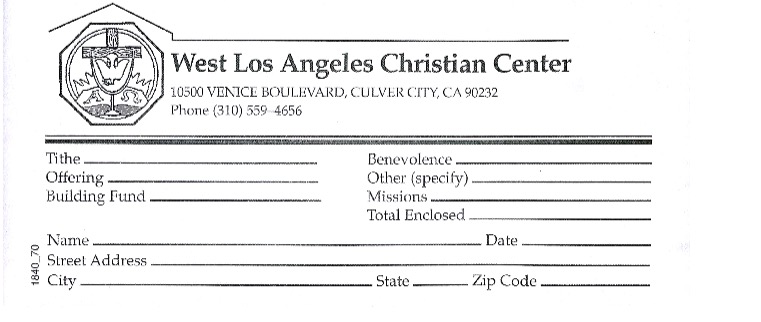 West Los Angeles Christian Center
10500 VENICE BOULEVARD, CULVER CITY, CA 90232
Phone (310) 559-4656
Tithe Benevolence
Offering Other (specify)
Building Fund Missions
Total Enclosed
Name Date
Street Address
City State Zip Code
1840_70